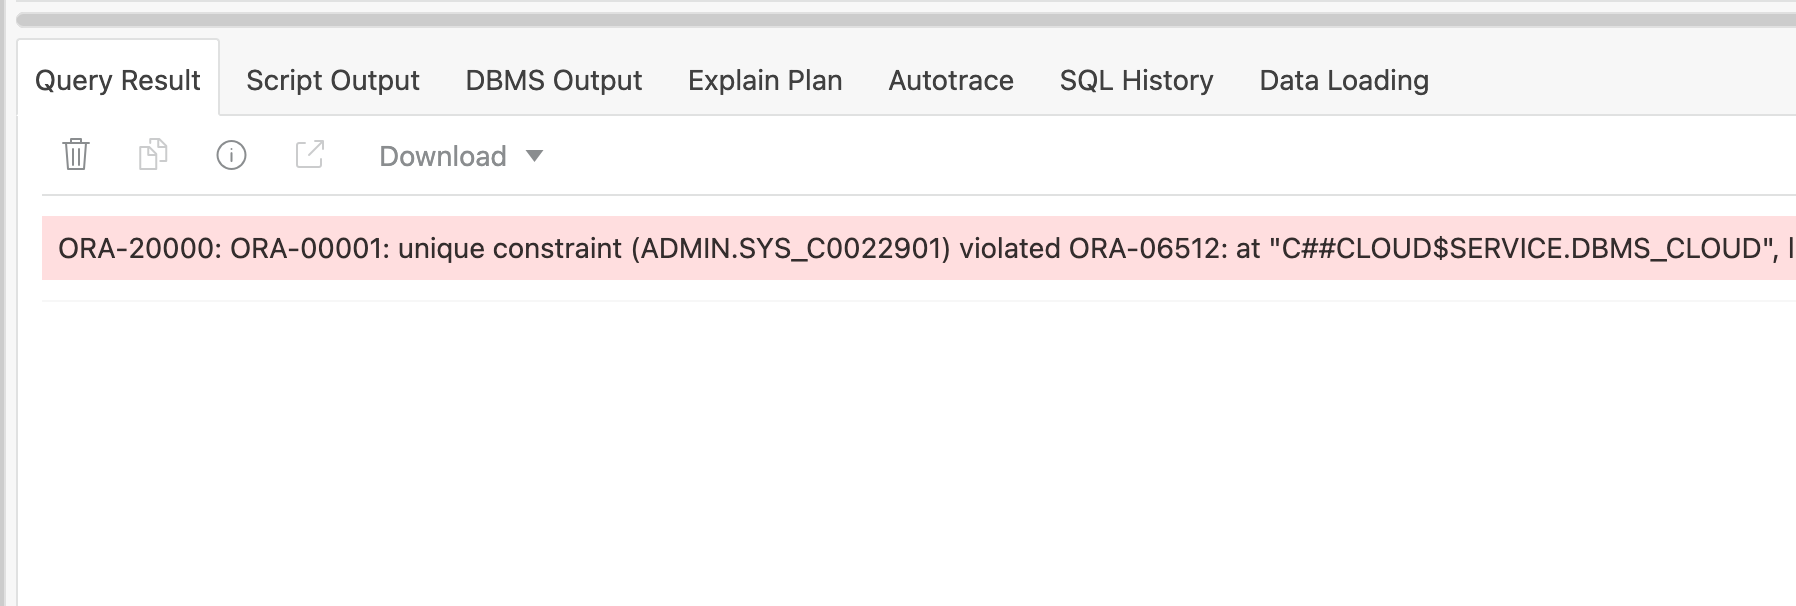 Query Result Script Output DBMS Output Explain Plan Autotrace SQL History Data Loading
Download
ORA-20000: ORA-00001: unique constraint (ADMIN.SYS_C0022901) violated ORA-06512: at "C##CLOUD$SERVICE.DBMS_CLOUD",